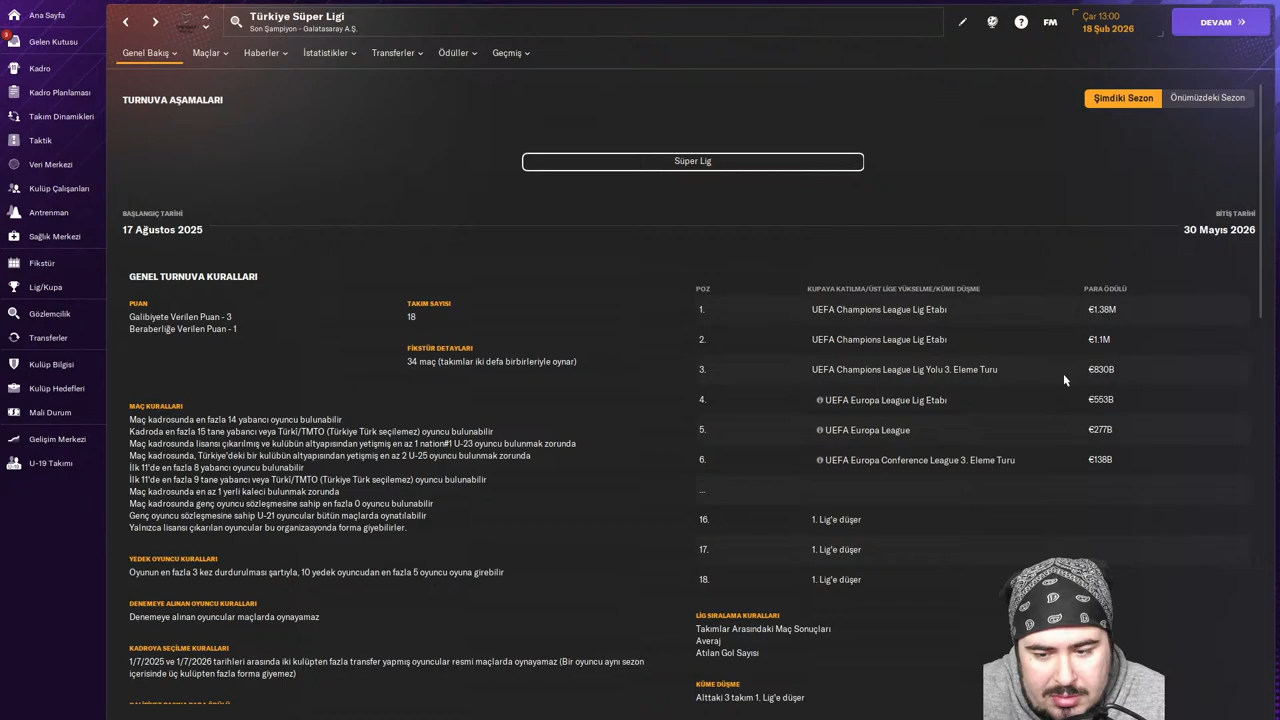 Ana Sayfa
3
Gelen Kutusu
Kadro
Kadro Planlaması
Takım Dinamikleri
Taktik
Veri Merkezi
Kulüp Çalışanları
Antrenman
Sağlık Merkezi
Fikstür
Lig/Kupa
Gözlemcilik
Transferler
Kulüp Bilgisi
Kulüp Hedefleri
Mali Durum
Gelişim Merkezi
U-19 Takımı
Türkiye Süper Ligi
Son Şampiyon - Galatasaray A.Ş.
FM
Çar 13:00
18 Şub 2026
DEVAM
Genel Bakış
Maçlar
Haberler
İstatistikler
Transferler
Ödüller
Geçmiş
TURNUVA AŞAMALARI
Şimdiki Sezon
Önümüzdeki Sezon
Süper Lig
BAŞLANGIÇ TARİHİ
17 Ağustos 2025
BİTİŞ TARİHİ
30 Mayıs 2026
GENEL TURNUVA KURALLARI
PUAN
Galibiyete Verilen Puan - 3
Beraberliğe Verilen Puan - 1
TAKIM SAYISI
18
FİKSTÜR DETAYLARI
34 maç (takımlar iki defa birbirleriyle oynar)
MAÇ KURALLARI
Maç kadrosunda en fazla 14 yabancı oyuncu bulunabilir
Kadroda en fazla 15 tane yabancı veya Türkî/TMTO (Türkiye Türk seçilemez) oyuncu bulunabilir
Maç kadrosunda lisansı çıkarılmış ve kulübün altyapısından yetişmiş en az 1 nation#1 U-23 oyuncu bulunmak zorunda
Maç kadrosunda, Türkiye'deki bir kulübün altyapısından yetişmiş en az 2 U-25 oyuncu bulunmak zorunda
İlk 11'de en fazla 8 yabancı oyuncu bulunabilir
İlk 11'de en fazla 9 tane yabancı veya Türkî/TMTO (Türkiye Türk seçilemez) oyuncu bulunabilir
Maç kadrosunda en az 1 yerli kaleci bulunmak zorunda
Maç kadrosunda genç oyuncu sözleşmesine sahip en fazla 0 oyuncu bulunabilir
Genç oyuncu sözleşmesine sahip U-21 oyuncular bütün maçlarda oynatılabilir
Yalnızca lisansı çıkarılan oyuncular bu organizasyonda forma giyebilirler.
YEDEK OYUNCU KURALLARI
Oyunun en fazla 3 kez durdurulması şartıyla, 10 yedek oyuncudan en fazla 5 oyuncu oyuna girebilir
DENEMEYE ALINAN OYUNCU KURALLARI
Denemeye alınan oyuncular maçlarda oynayamaz
KADROYA SEÇİLME KURALLARI
1/7/2025 ve 1/7/2026 tarihleri arasında iki kulüpten fazla transfer yapmış oyuncular resmi maçlarda oynayamaz (Bir oyuncu aynı sezon
içerisinde üç kulüpten fazla forma giyemez)
POZ
KUPAYA KATILMA/ÜST LİGE YÜKSELME/KÜME DÜŞME
PARA ÖDÜLÜ
1. UEFA Champions League Lig Etabı €1.38M
2. UEFA Champions League Lig Etabı €1.1M
3. UEFA Champions League Lig Yolu 3. Eleme Turu €830B
4. UEFA Europa League Lig Etabı €553B
5. UEFA Europa League €277B
6. UEFA Europa Conference League 3. Eleme Turu €138B
...
16. 1. Lig'e düşer
17. 1. Lig'e düşer
18. 1. Lig'e düşer
LİG SIRALAMA KURALLARI
Takımlar Arasındaki Maç Sonuçları
Averaj
Atılan Gol Sayısı
KÜME DÜŞME
Alttaki 3 takım 1. Lig'e düşer